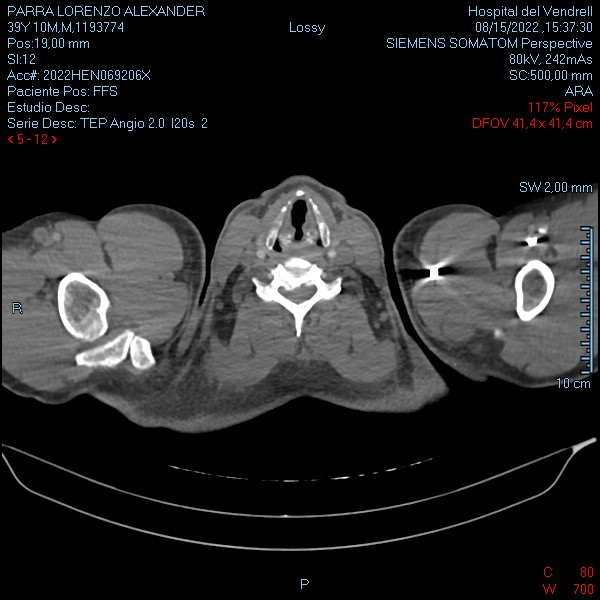 PARRA LORENZO ALEXANDER
39Y 10M,M,1193774
Pos:19,00 mm
SI:12
Acc#: 2022HEN069206X
Paciente Pos: FFS
Estudio Desc:
Serie Desc: TEP Angio 2.0 I20s 2
< 5 - 12 >
Lossy
Hospital del Vendrell
08/15/2022 ,15:37:30
SIEMENS SOMATOM Perspective
80kV, 242mAs
SC:500,00 mm
ARA
117% Pixel
DFOV 41,4 x 41,4 cm
SW 2,00 mm
R
10 cm
P
C 80
W 700